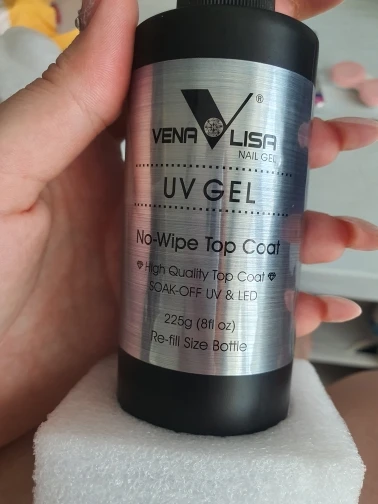 VENA LISA ®
NAIL GEL
UV GEL
No-Wipe Top Coat
High Quality Top Coat
SOAK-OFF UV & LED
225g (8fl oz)
Re-fill Size Bottle